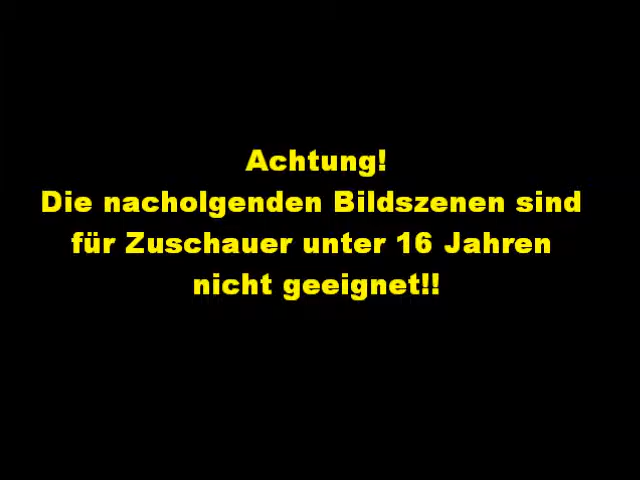 Achtung!
Die nacholgenden Bildszenen sind
für Zuschauer unter 16 Jahren
nicht geeignet!!